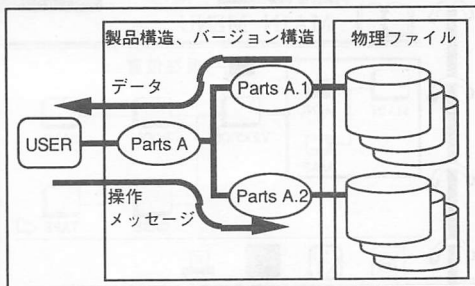 製品構造、バージョン構造
物理ファイル
データ
Parts A.1
USER
Parts A
操作
メッセージ
Parts A.2